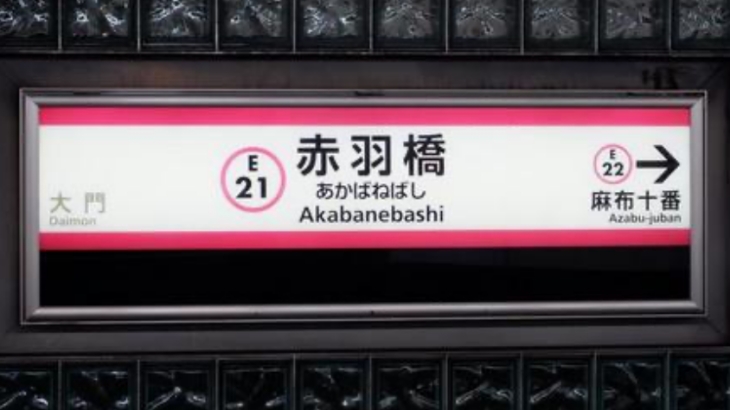 大門
Daimon
E
21
赤羽橋
あかばねばし
Akabanebashi
E
22
麻布十番
Azabu-juban